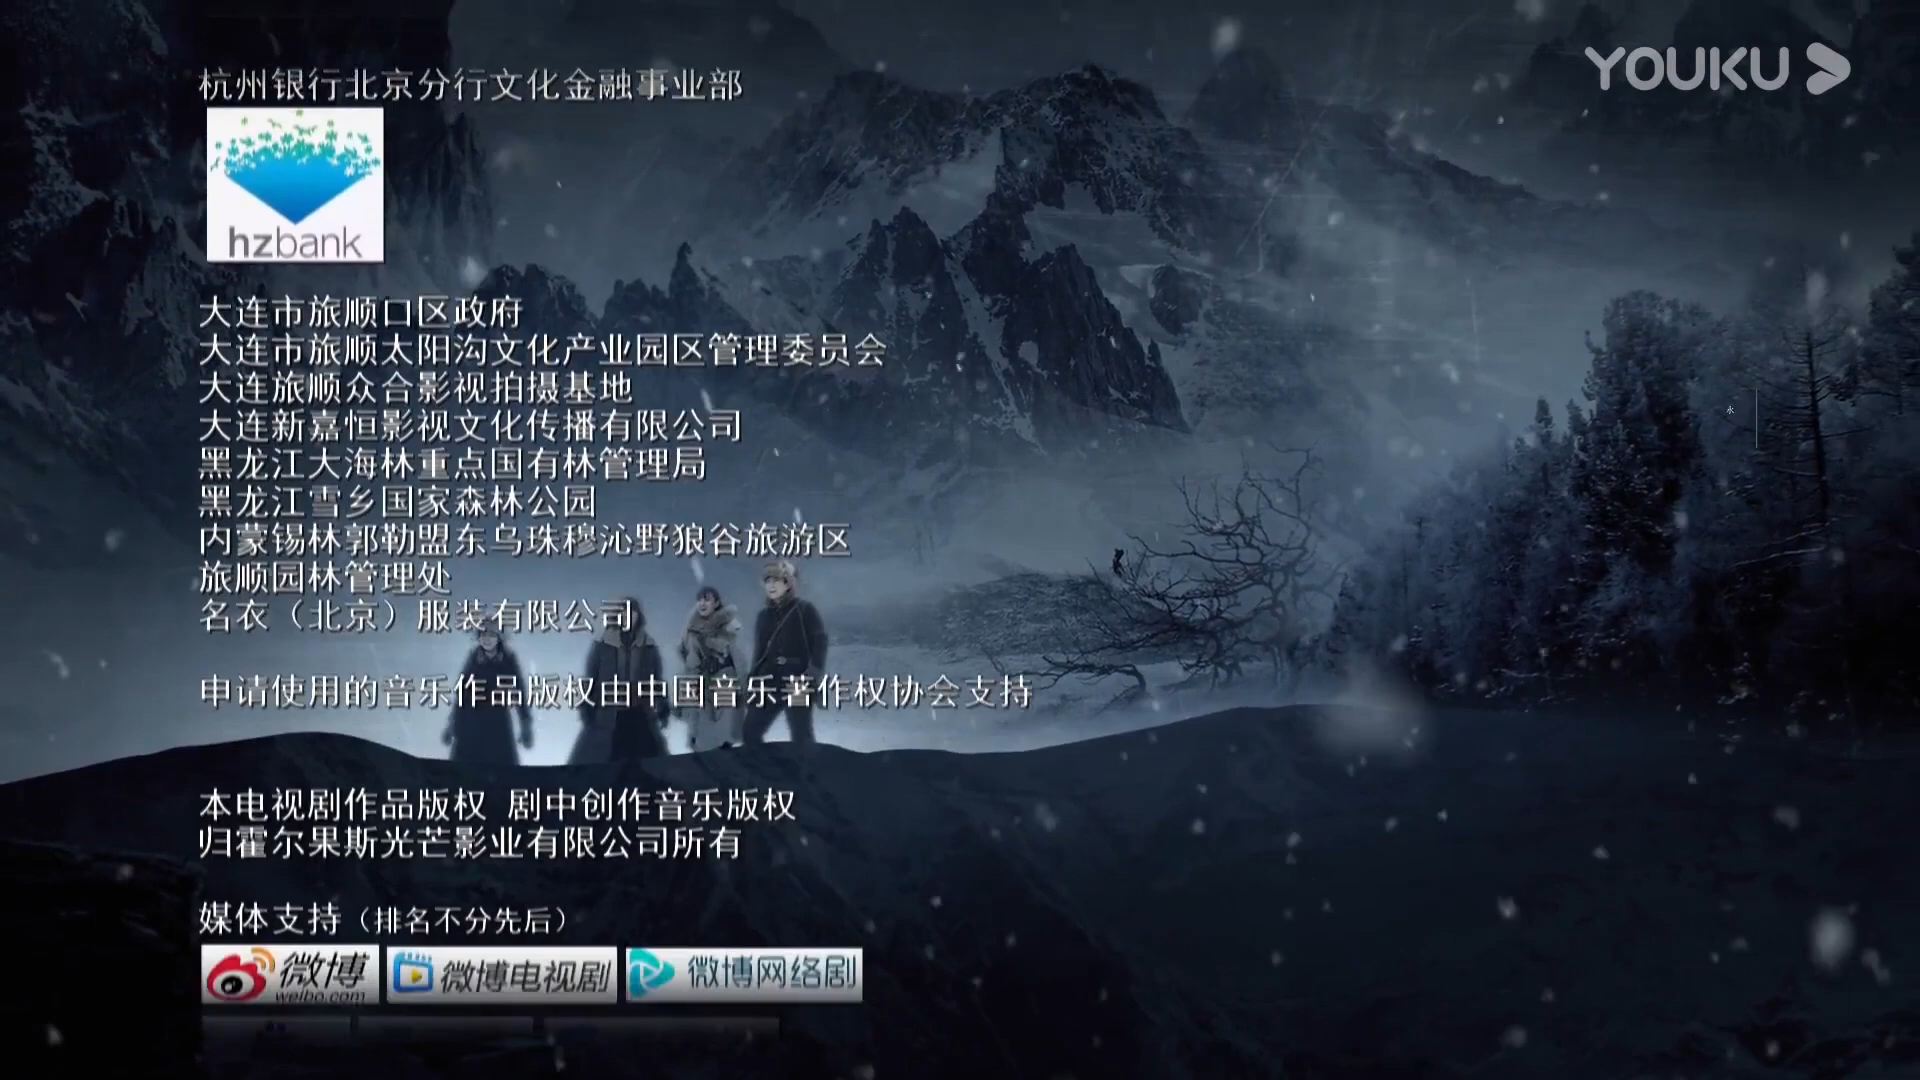 YOUKU
杭州银行北京分行文化金融事业部
hzbank
大连市旅顺口区政府
大连市旅顺太阳沟文化产业园区管理委员会
大连旅顺众合影视拍摄基地
大连新嘉恒影视文化传播有限公司
黑龙江大海林重点国有林管理局
黑龙江雪乡国家森林公园
内蒙锡林郭勒盟东乌珠穆沁野狼谷旅游区
旅顺园林管理处
名衣（北京）服装有限公司
永
申请使用的音乐作品版权由中国音乐著作权协会支持
本电视剧作品版权 剧中创作音乐版权
归霍尔果斯光芒影业有限公司所有
媒体支持（排名不分先后）
微博 weibo.com 微博电视剧 微博网络剧